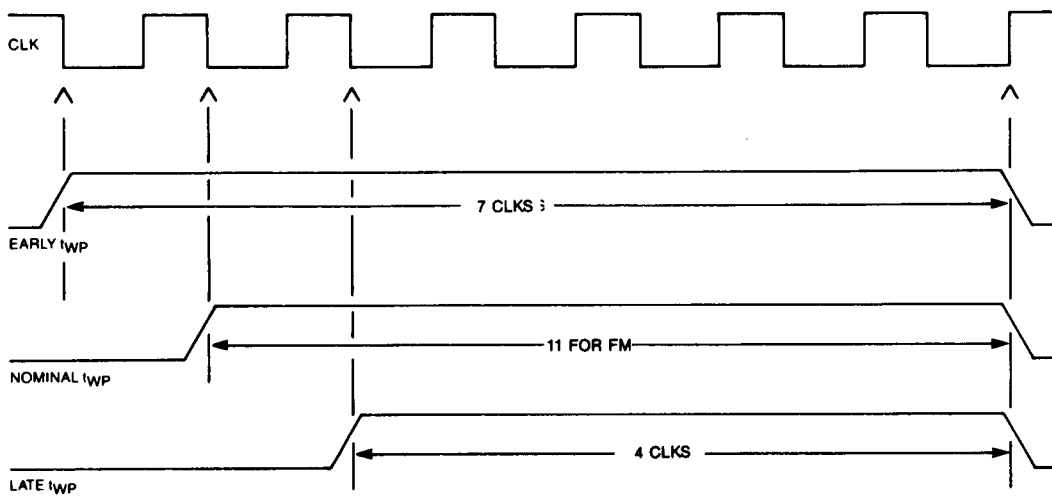 CLK
7 CLKS
EARLY tWP
11 FOR FM
NOMINAL tWP
4 CLKS
LATE tWP